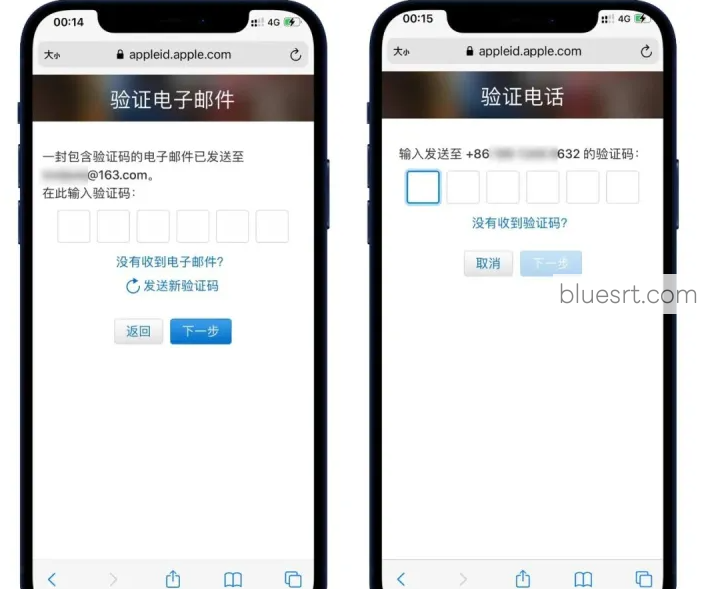 00:14
4G
大小
appleid.apple.com
验证电子邮件
一封包含验证码的电子邮件已发送至
@163.com。
在此输入验证码：
没有收到电子邮件？
发送新验证码
返回
下一步
00:15
4G
大小
appleid.apple.com
验证电话
输入发送至 +86 632 的验证码：
没有收到验证码？
取消
下一步
bluesrt.com